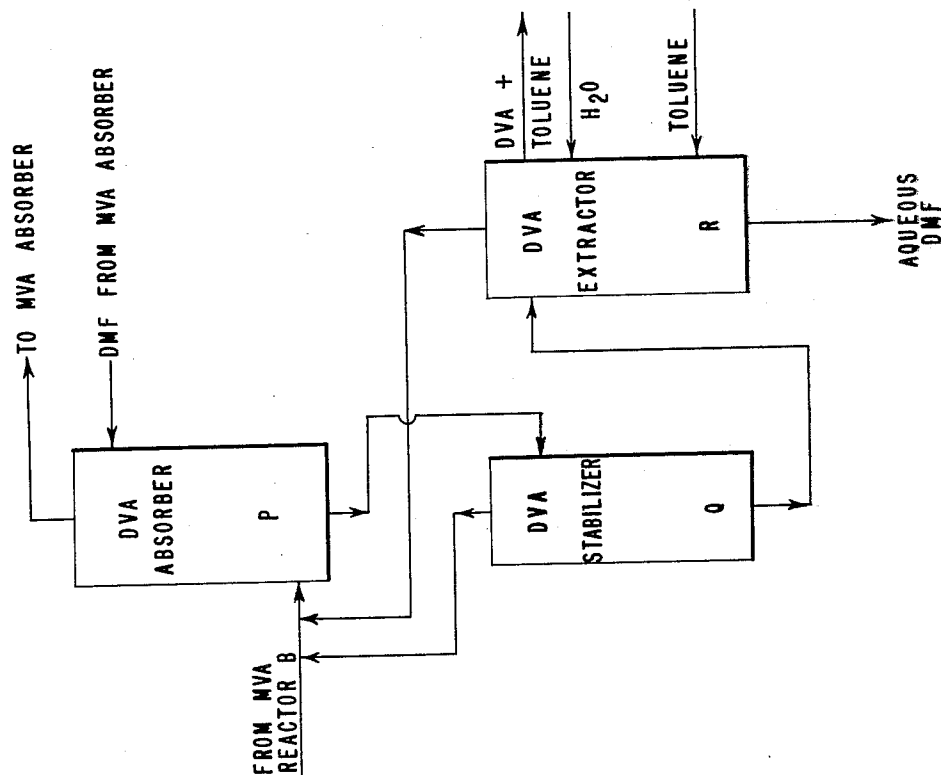 TO MVA ABSORBER
DMF FROM MVA ABSORBER
DVA
ABSORBER
P
FROM MVA
REACTOR B
DVA
STABILIZER
Q
DVA
EXTRACTOR
R
DVA +
TOLUENE
H2O
TOLUENE
AQUEOUS
DMF